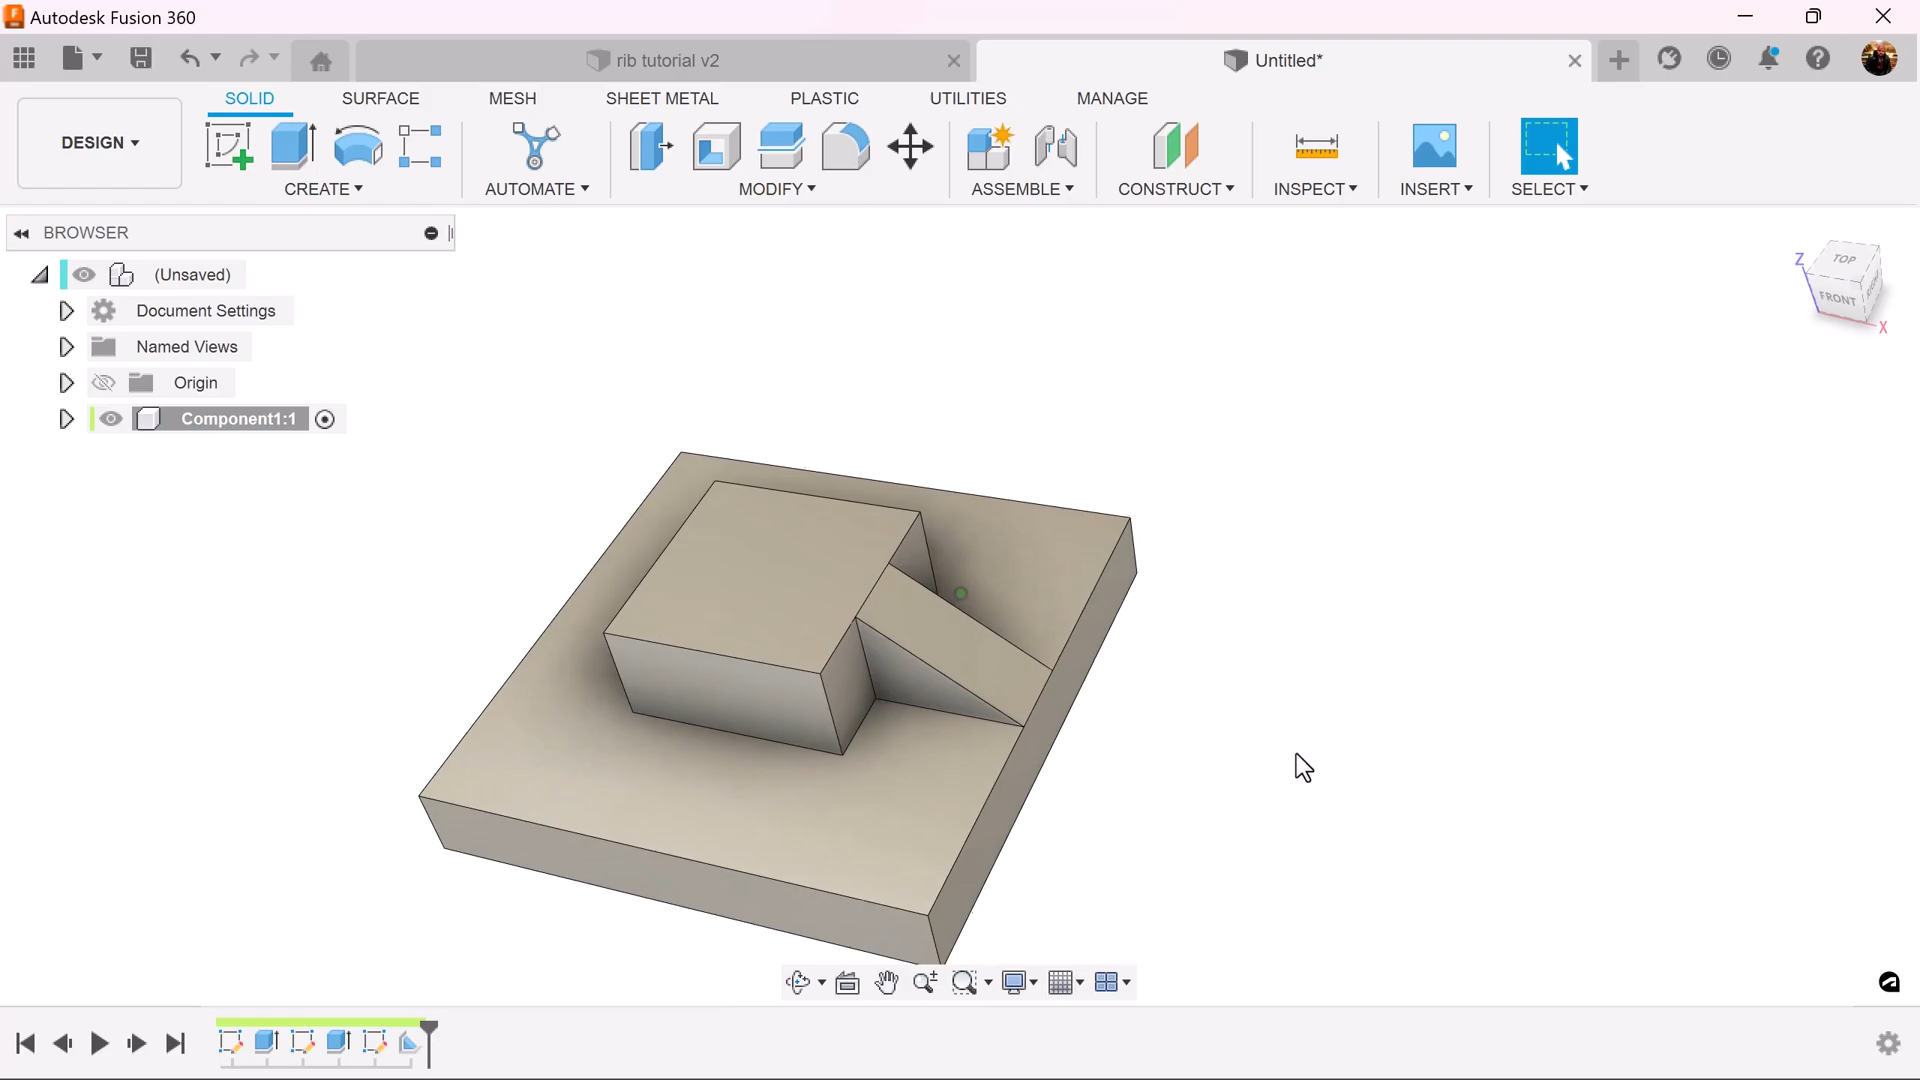 Autodesk Fusion 360
rib tutorial v2
Untitled*
DESIGN
SOLID
SURFACE
MESH
SHEET METAL
PLASTIC
UTILITIES
MANAGE
CREATE
AUTOMATE
MODIFY
ASSEMBLE
CONSTRUCT
INSPECT
INSERT
SELECT
BROWSER
(Unsaved)
Document Settings
Named Views
Origin
Component1:1
Z
TOP
FRONT
RIGHT
X